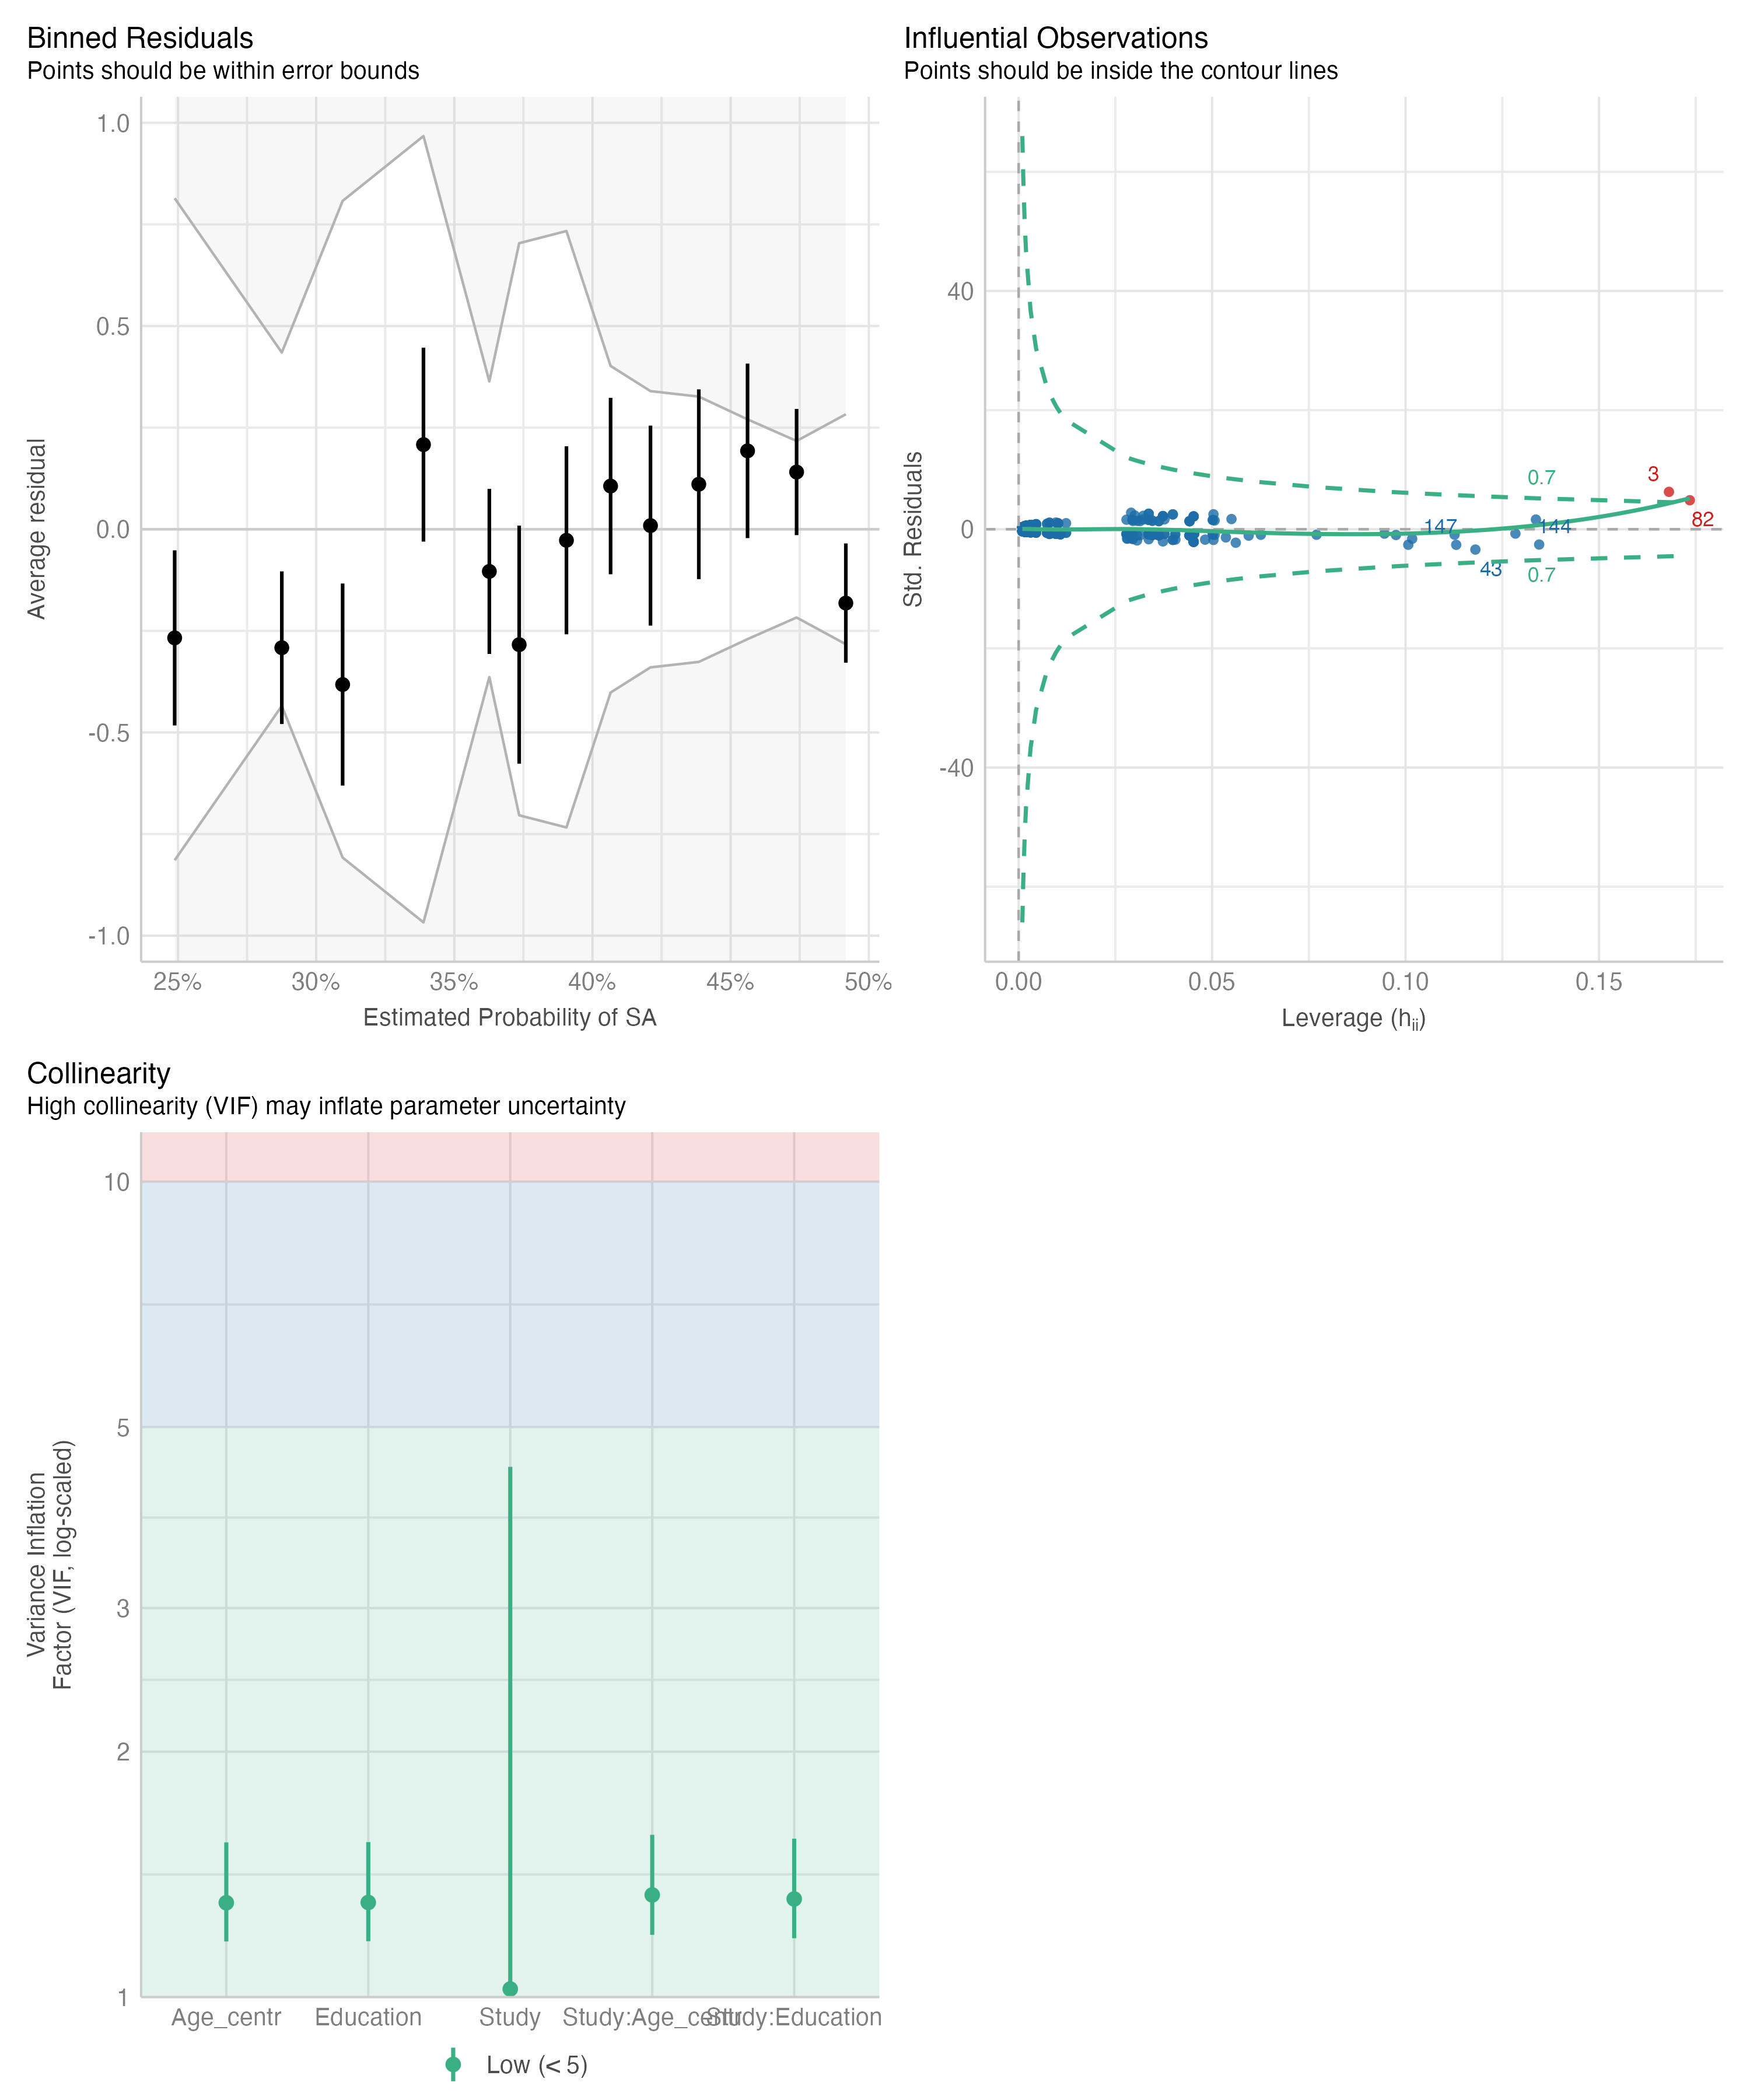 Binned Residuals
Points should be within error bounds
1.0
0.5
0.0
-0.5
-1.0
Average residual
25% 30% 35% 40% 45% 50%
Estimated Probability of SA
Influential Observations
Points should be inside the contour lines
40
0
-40
Std. Residuals
0.7
3
82
147
144
43
0.7
0.00 0.05 0.10 0.15
Leverage (hii)
Collinearity
High collinearity (VIF) may inflate parameter uncertainty
10
5
3
2
1
Variance Inflation
Factor (VIF, log-scaled)
Age_centr Education Study Study:Age_centr Study:Education
Low (< 5)